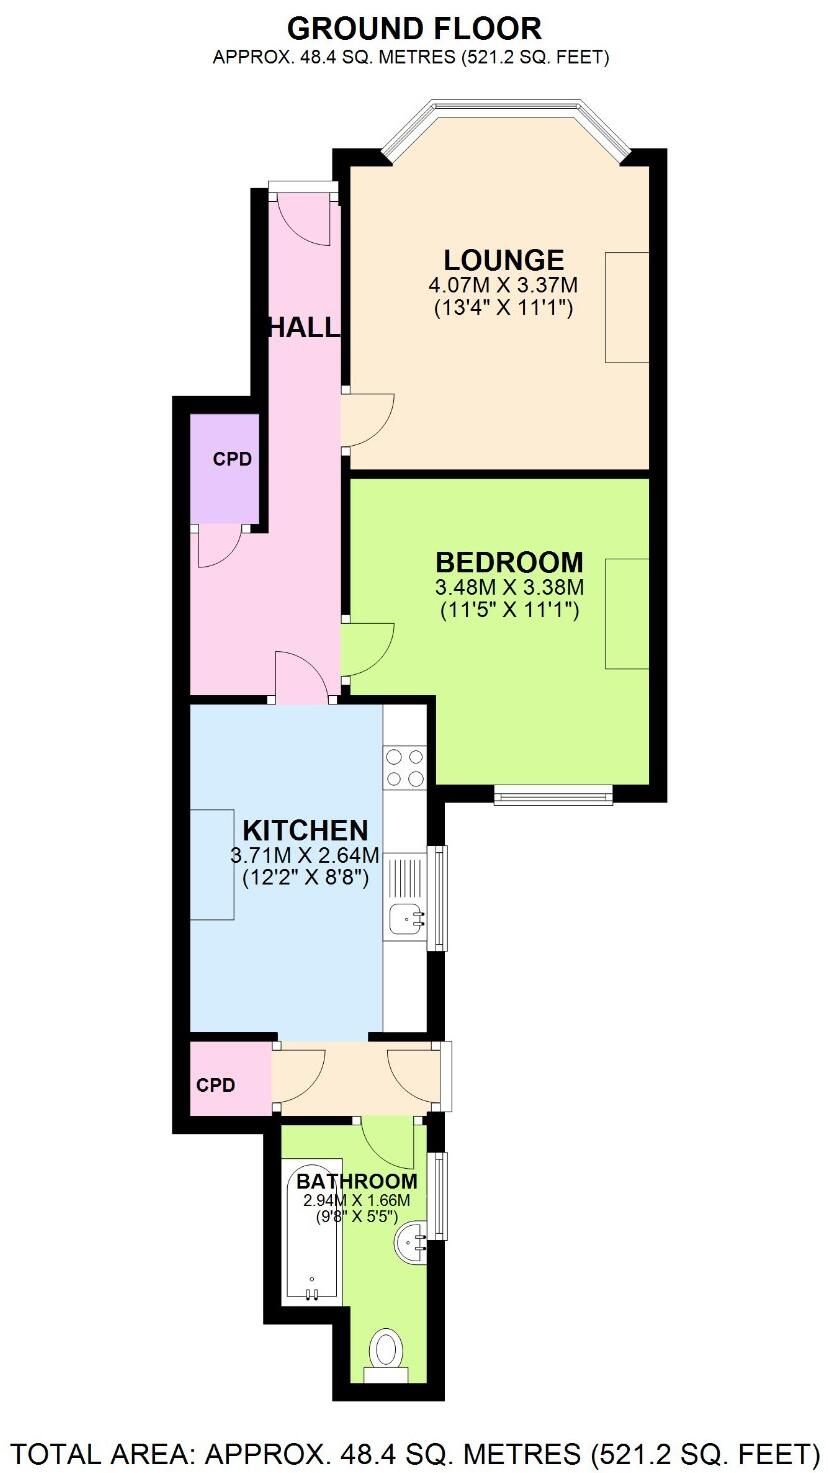 GROUND FLOOR
APPROX. 48.4 SQ. METRES (521.2 SQ. FEET)
LOUNGE
4.07M X 3.37M
(13'4" X 11'1")
HALL
CPD
BEDROOM
3.48M X 3.38M
(11'5" X 11'1")
KITCHEN
3.71M X 2.64M
(12'2" X 8'8")
CPD
BATHROOM
2.94M X 1.66M
(9'8" X 5'5")
TOTAL AREA: APPROX. 48.4 SQ. METRES (521.2 SQ. FEET)